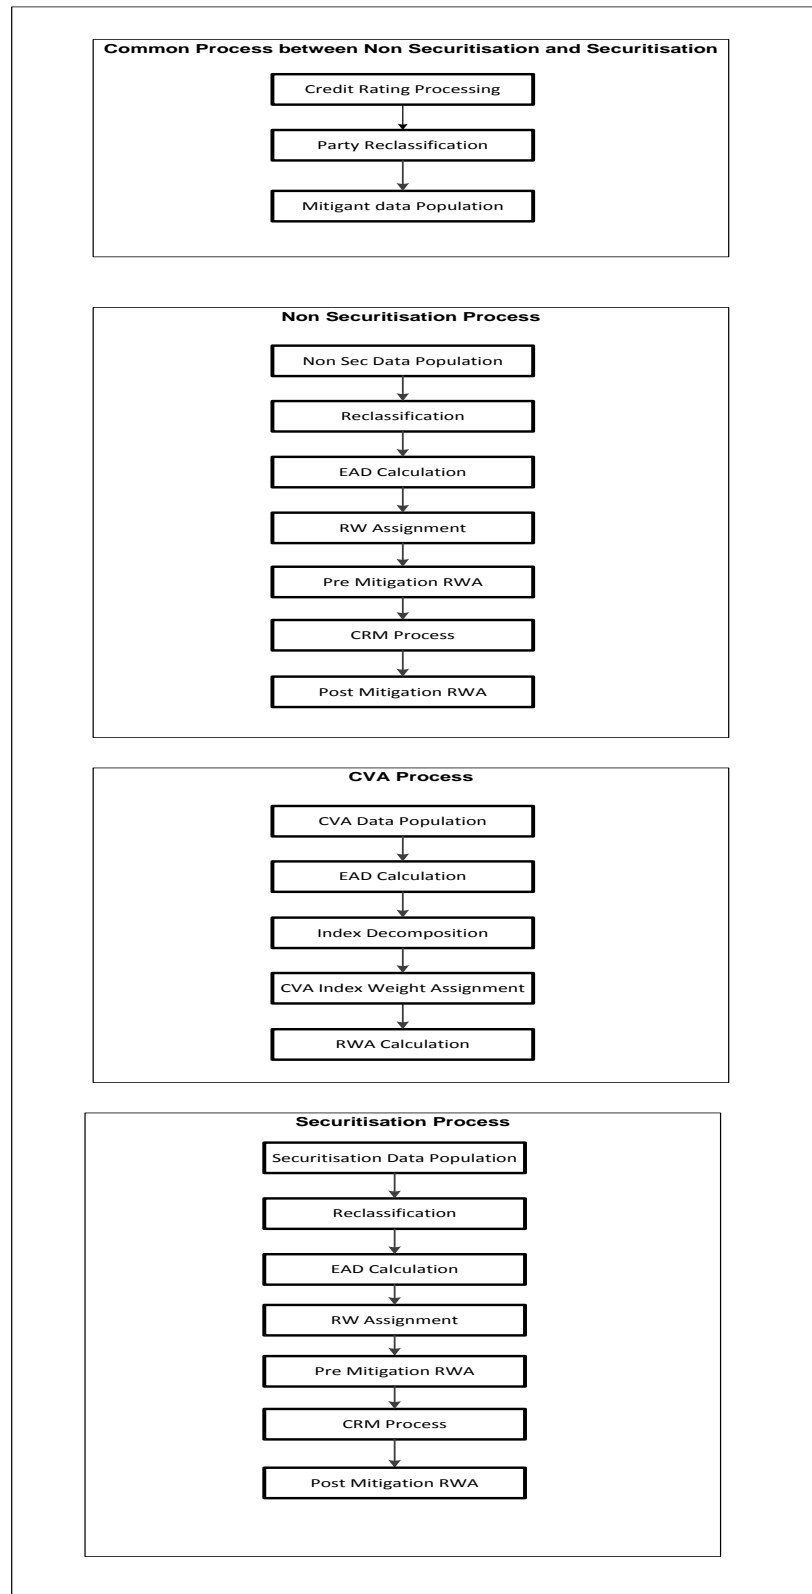 Common Process between Non Securitisation and Securitisation
Credit Rating Processing
Party Reclassification
Mitigant data Population
Non Securitisation Process
Non Sec Data Population
Reclassification
EAD Calculation
RW Assignment
Pre Mitigation RWA
CRM Process
Post Mitigation RWA
CVA Process
CVA Data Population
EAD Calculation
Index Decomposition
CVA Index Weight Assignment
RWA Calculation
Securitisation Process
Securitisation Data Population
Reclassification
EAD Calculation
RW Assignment
Pre Mitigation RWA
CRM Process
Post Mitigation RWA